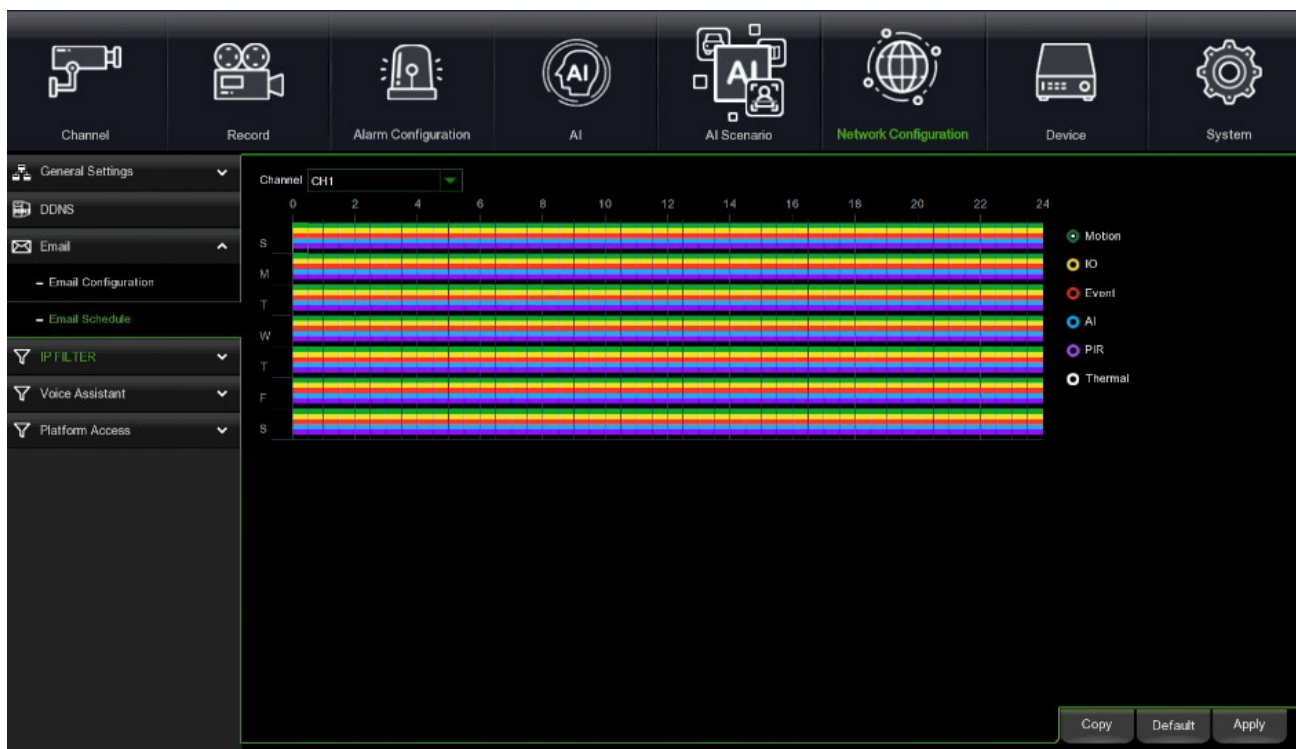 AI
AI
Channel
Record
Alarm Configuration
AI
AI Scenario
Network Configuration
Device
System
General Settings
DDNS
Email
– Email Configuration
– Email Schedule
IP FILTER
Voice Assistant
Platform Access
Channel CH1
0 2 4 6 8 10 12 14 16 18 20 22 24
S
M
T
W
T
F
S
Motion
IO
Event
AI
PIR
Thermal
Copy Default Apply